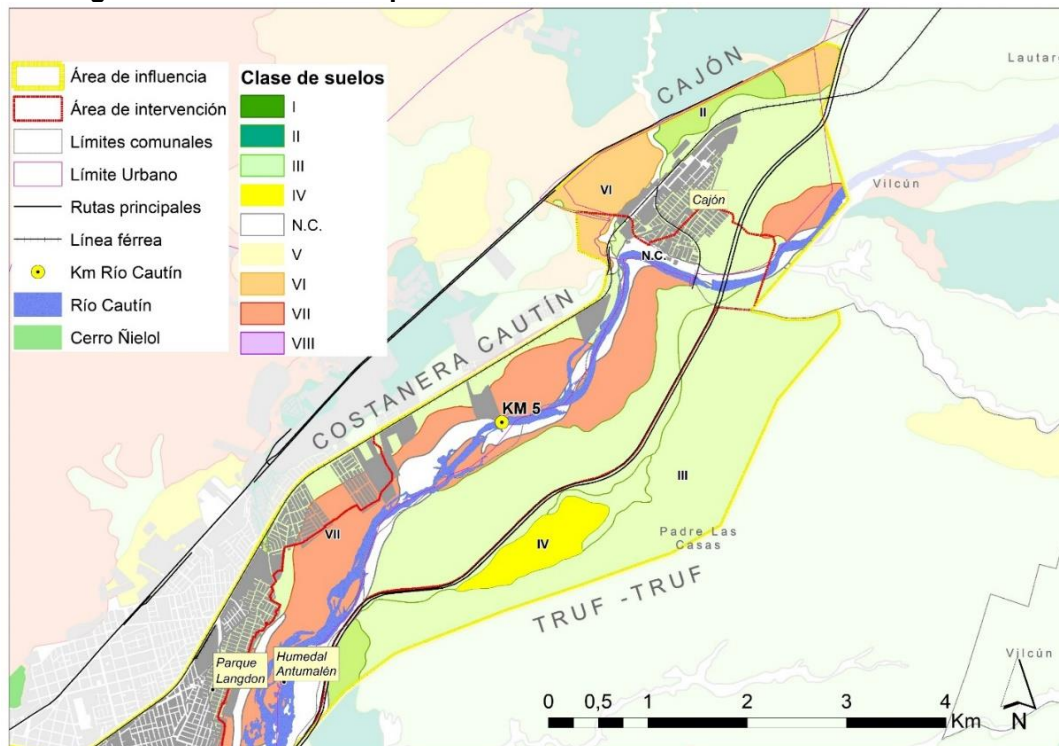 Área de influencia
Área de intervención
Límites comunales
Límite Urbano
Rutas principales
Línea férrea
Km Río Cautín
Río Cautín
Cerro Ñielol
Clase de suelos
I
II
III
IV
N.C.
V
VI
VII
VIII
CAJÓN
Lautaro
II
VI
Cajón
Vilcún
N.C.
COSTANERA CAUTÍN
KM 5
III
VII
IV
Padre Las
Casas
TRUF -TRUF
Vilcún
Parque
Langdon
Humedal
Antumalén
0 0,5 1 2 3 4
Km
N